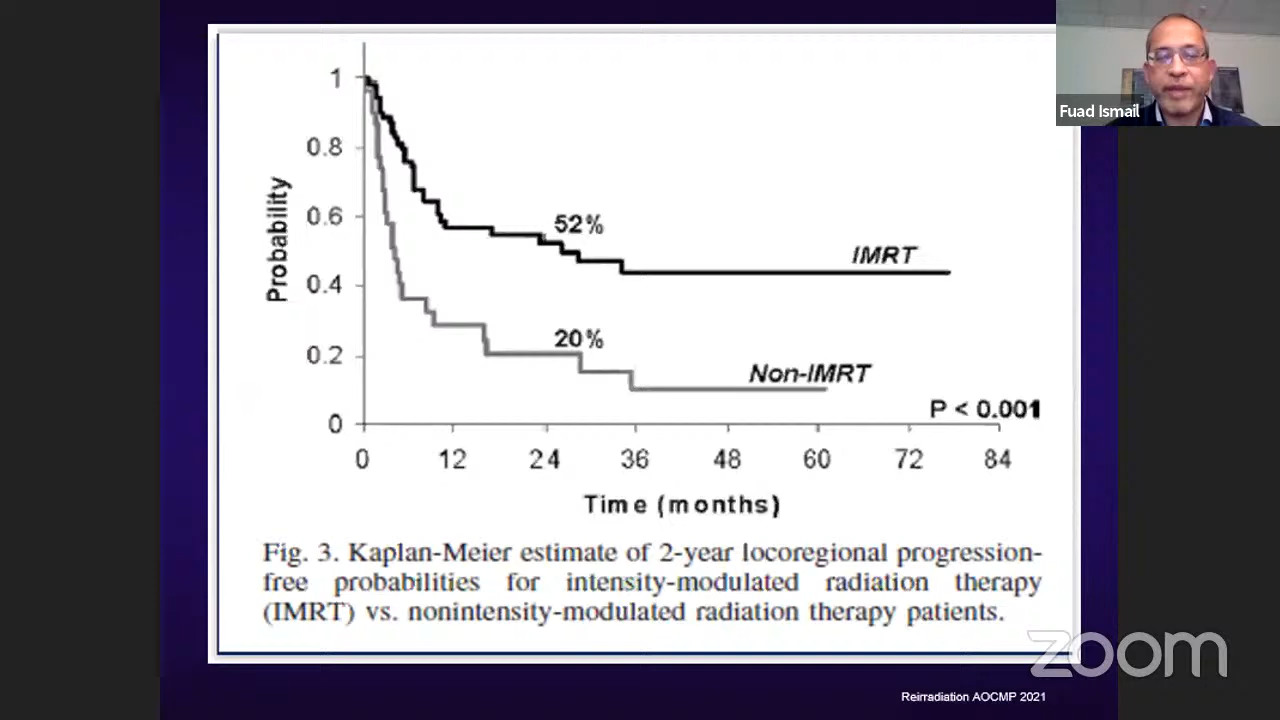 Fuad Ismail
1
0.8
0.6
0.4
0.2
0
Probability
52%
IMRT
20%
Non-IMRT
P < 0.001
0 12 24 36 48 60 72 84
Time (months)
Fig. 3. Kaplan-Meier estimate of 2-year locoregional progression-
free probabilities for intensity-modulated radiation therapy
(IMRT) vs. nonintensity-modulated radiation therapy patients.
zoom
Reirradiation AOCMP 2021